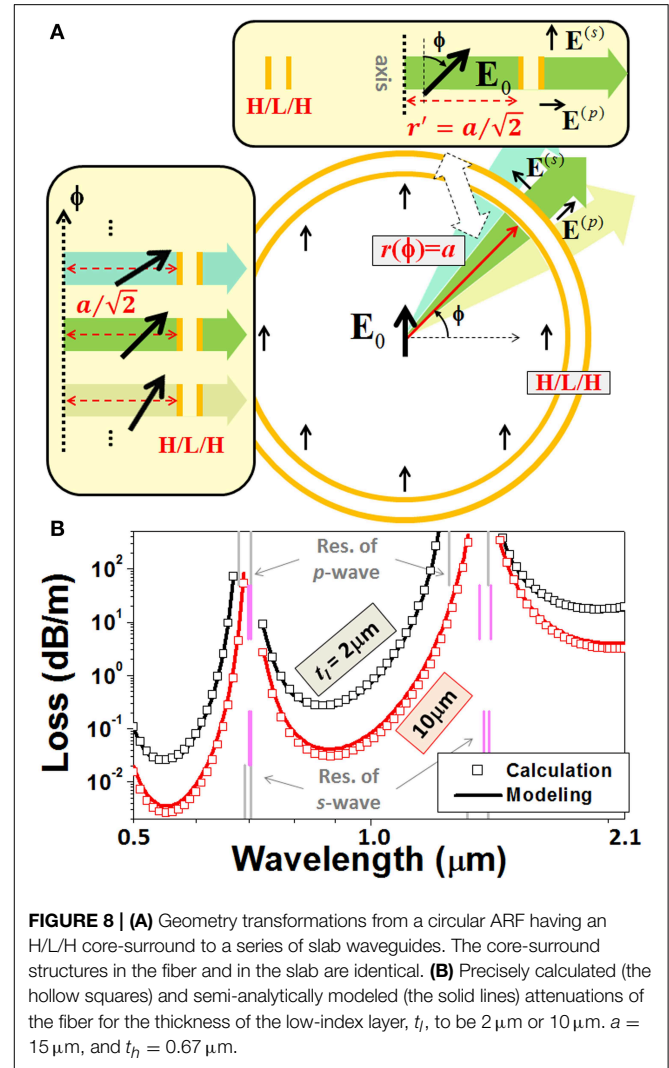 A
axis
ϕ
E₀
E⁽ˢ⁾
H/L/H
r′ = a/√2
E⁽ᵖ⁾
ϕ
...
a/√2
...
H/L/H
E⁽ˢ⁾
E⁽ᵖ⁾
r(ϕ)=a
E₀
ϕ
H/L/H
B
Loss (dB/m)
10²
10¹
10⁰
10⁻¹
10⁻²
Res. of
p-wave
tₗ = 2μm
10μm
Res. of
s-wave
Calculation
Modeling
0.5
1.0
2.1
Wavelength (μm)
FIGURE 8 | (A) Geometry transformations from a circular ARF having an
H/L/H core-surround to a series of slab waveguides. The core-surround
structures in the fiber and in the slab are identical. (B) Precisely calculated (the
hollow squares) and semi-analytically modeled (the solid lines) attenuations of
the fiber for the thickness of the low-index layer, tₗ, to be 2 μm or 10 μm. a =
15 μm, and tₕ = 0.67 μm.